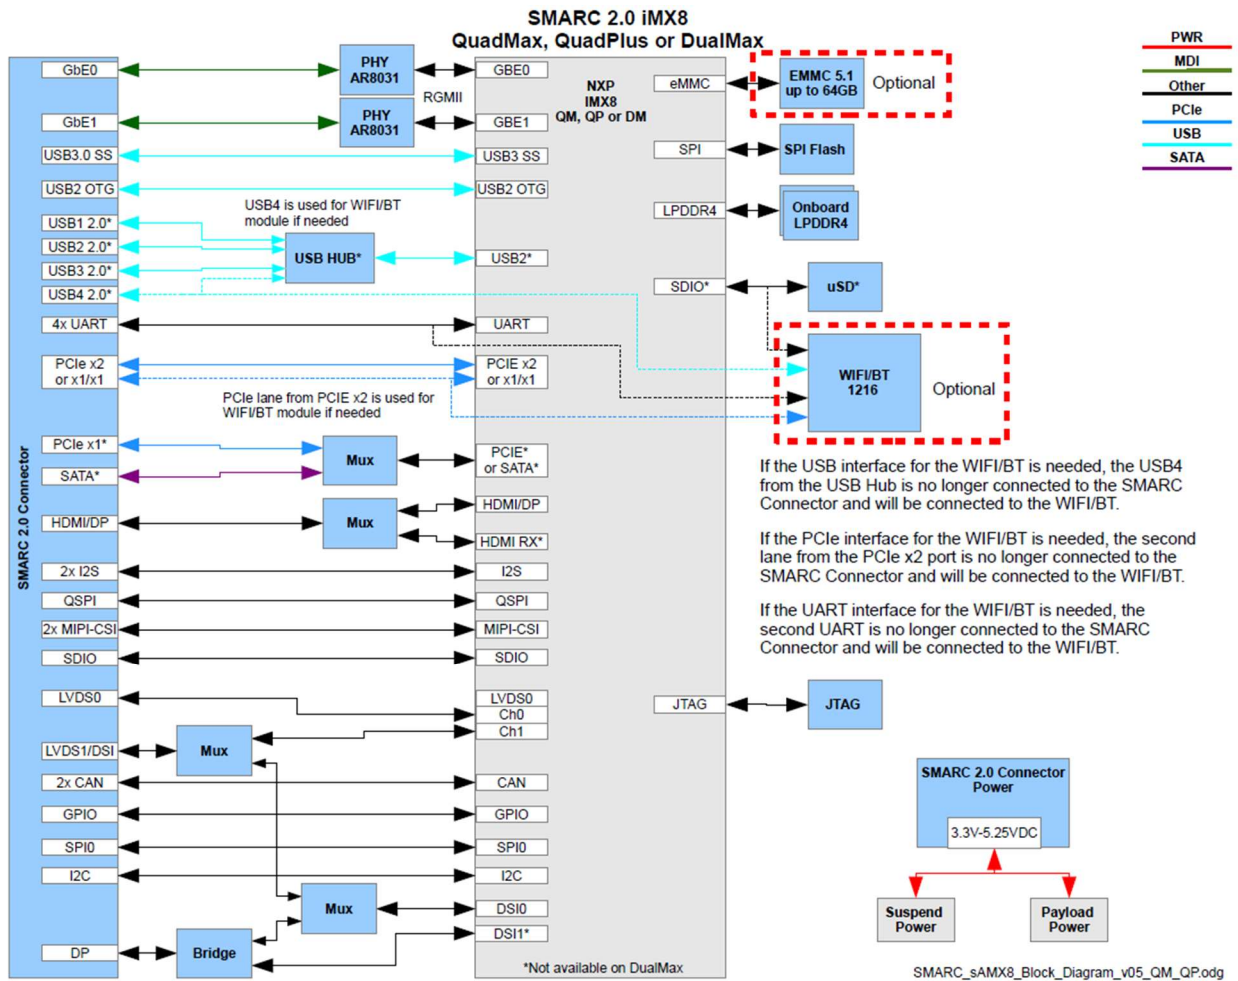 SMARC 2.0 iMX8
QuadMax, QuadPlus or DualMax
PWR
MDI
Other
PCIe
USB
SATA
SMARC 2.0 Connector
GbE0
GbE1
USB3.0 SS
USB2 OTG
USB1 2.0*
USB2 2.0*
USB3 2.0*
USB4 2.0*
4x UART
PCIe x2
or x1/x1
PCIe x1*
SATA*
HDMI/DP
2x I2S
QSPI
2x MIPI-CSI
SDIO
LVDS0
LVDS1/DSI
2x CAN
GPIO
SPI0
I2C
DP
PHY
AR8031
PHY
AR8031
RGMII
USB4 is used for WIFI/BT
module if needed
USB HUB*
PCIe lane from PCIE x2 is used for
WIFI/BT module if needed
Mux
Mux
Mux
Mux
Bridge
NXP
IMX8
QM, QP or DM
GBE0
GBE1
USB3 SS
USB2 OTG
USB2*
UART
PCIE x2
or x1/x1
PCIE*
or SATA*
HDMI/DP
HDMI RX*
I2S
QSPI
MIPI-CSI
SDIO
LVDS0
Ch0
Ch1
CAN
GPIO
SPI0
I2C
DSI0
DSI1*
*Not available on DualMax
eMMC
SPI
LPDDR4
SDIO*
JTAG
EMMC 5.1
up to 64GB
Optional
SPI Flash
Onboard
LPDDR4
uSD*
WIFI/BT
1216
Optional
If the USB interface for the WIFI/BT is needed, the USB4
from the USB Hub is no longer connected to the SMARC
Connector and will be connected to the WIFI/BT.
If the PCIe interface for the WIFI/BT is needed, the second
lane from the PCIe x2 port is no longer connected to the
SMARC Connector and will be connected to the WIFI/BT.
If the UART interface for the WIFI/BT is needed, the
second UART is no longer connected to the SMARC
Connector and will be connected to the WIFI/BT.
JTAG
SMARC 2.0 Connector
Power
3.3V-5.25VDC
Suspend
Power
Payload
Power
SMARC_sAMX8_Block_Diagram_v05_QM_QP.odg